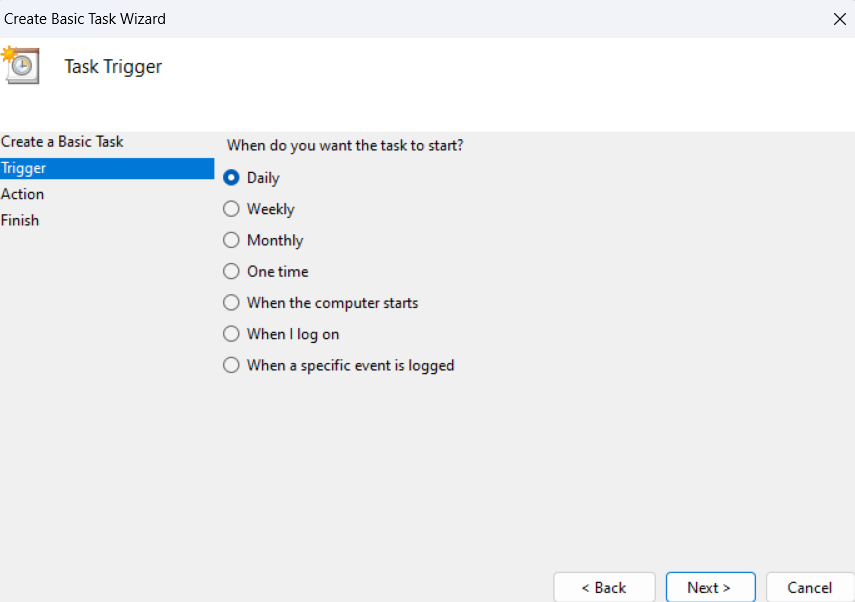 Create Basic Task Wizard
Task Trigger
Create a Basic Task
Trigger
Action
Finish
When do you want the task to start?
Daily
Weekly
Monthly
One time
When the computer starts
When I log on
When a specific event is logged
< Back
Next >
Cancel